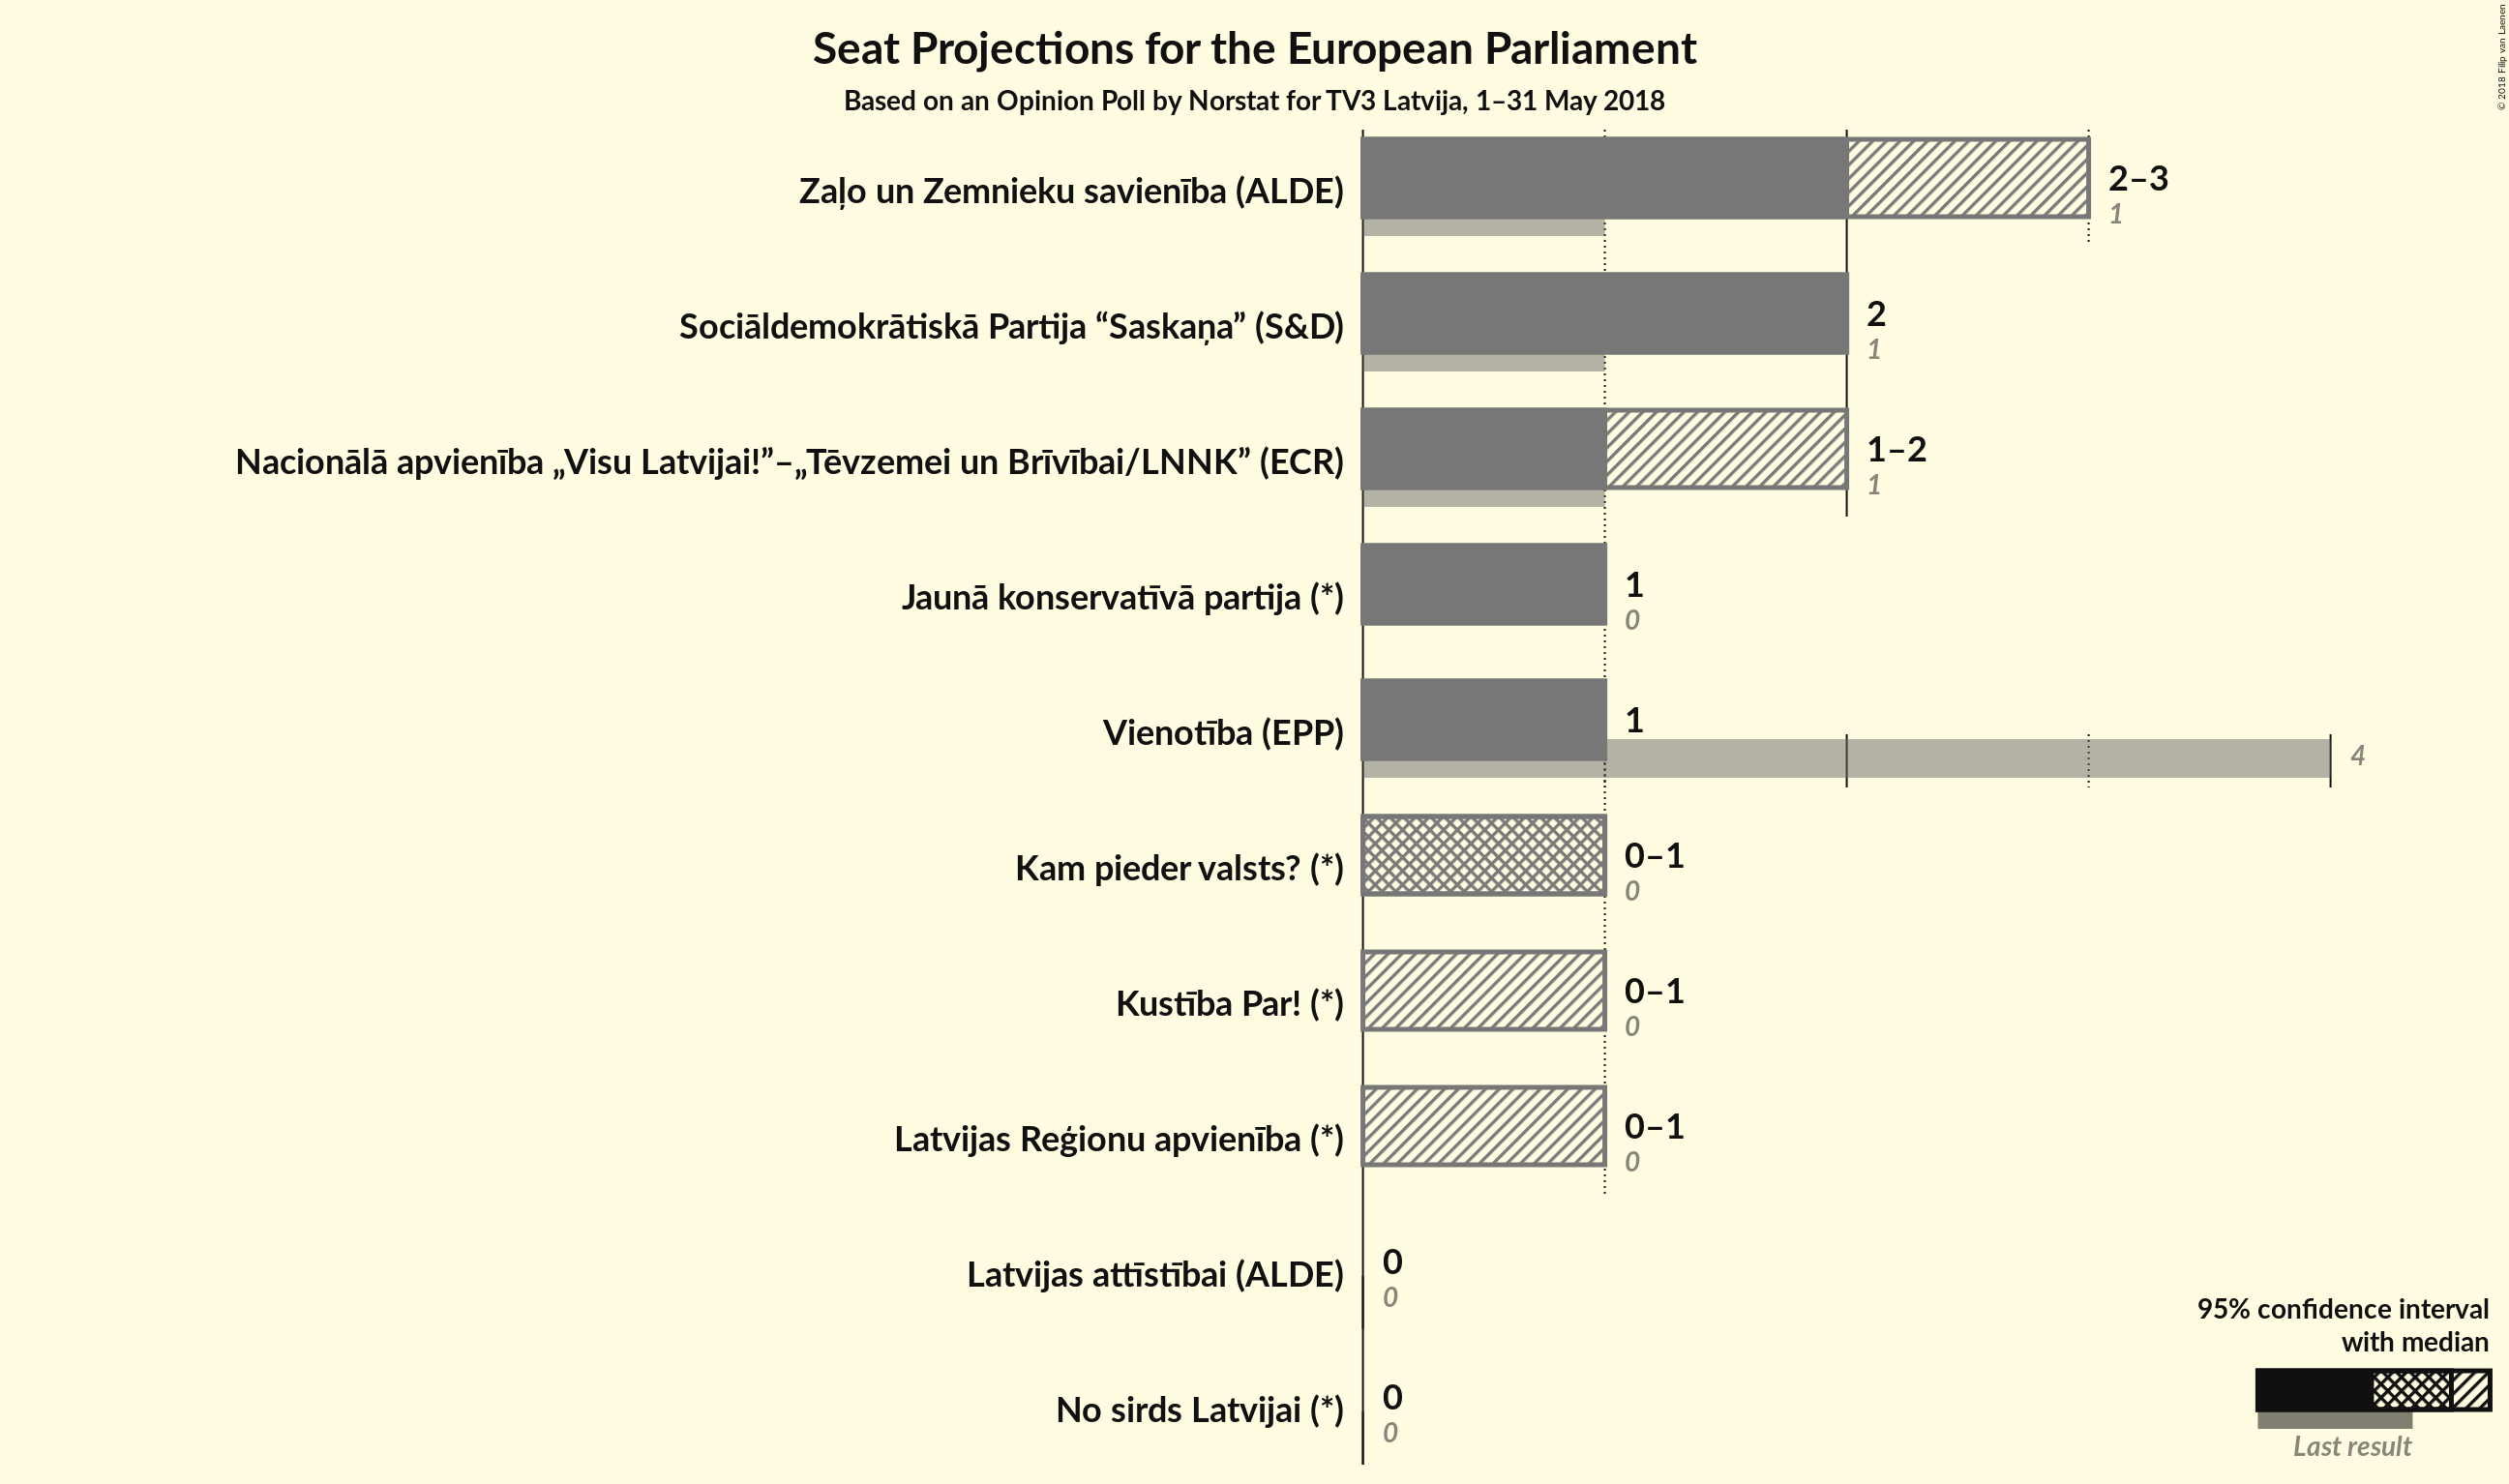 Seat Projections for the European Parliament
Based on an Opinion Poll by Norstat for TV3 Latvija, 1–31 May 2018
© 2018 Filip van Laenen
Zaļo un Zemnieku savienība (ALDE)
2–3
1
Sociāldemokrātiskā Partija “Saskaņa” (S&D)
2
1
Nacionālā apvienība „Visu Latvijai!”–„Tēvzemei un Brīvībai/LNNK” (ECR)
1–2
1
Jaunā konservatīvā partija (*)
1
0
Vienotība (EPP)
1
4
Kam pieder valsts? (*)
0–1
0
Kustība Par! (*)
0–1
0
Latvijas Reģionu apvienība (*)
0–1
0
Latvijas attīstībai (ALDE)
0
0
No sirds Latvijai (*)
0
0
95% confidence interval
with median
Last result